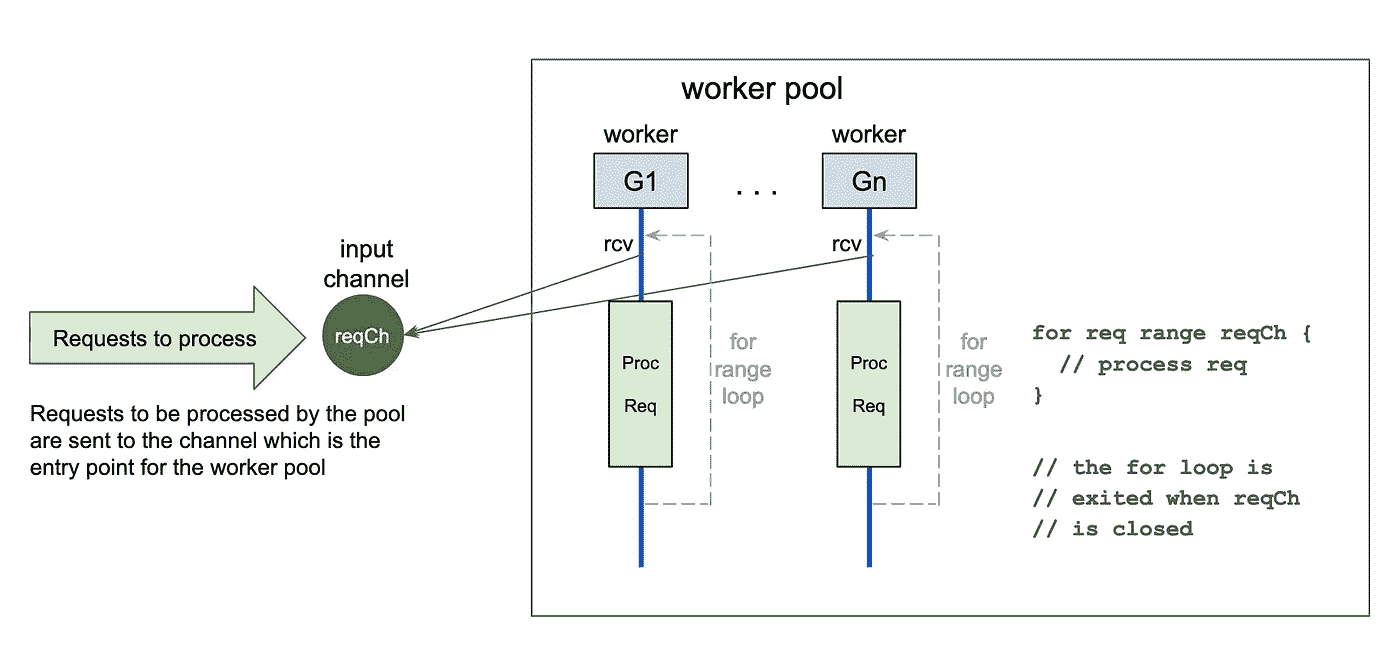 worker pool
worker
worker
G1
. . .
Gn
rcv
rcv
input
channel
reqCh
Requests to process
Requests to be processed by the pool
are sent to the channel which is the
entry point for the worker pool
Proc
Req
for
range
loop
Proc
Req
for
range
loop
for req range reqCh {
// process req
}
// the for loop is
// exited when reqCh
// is closed